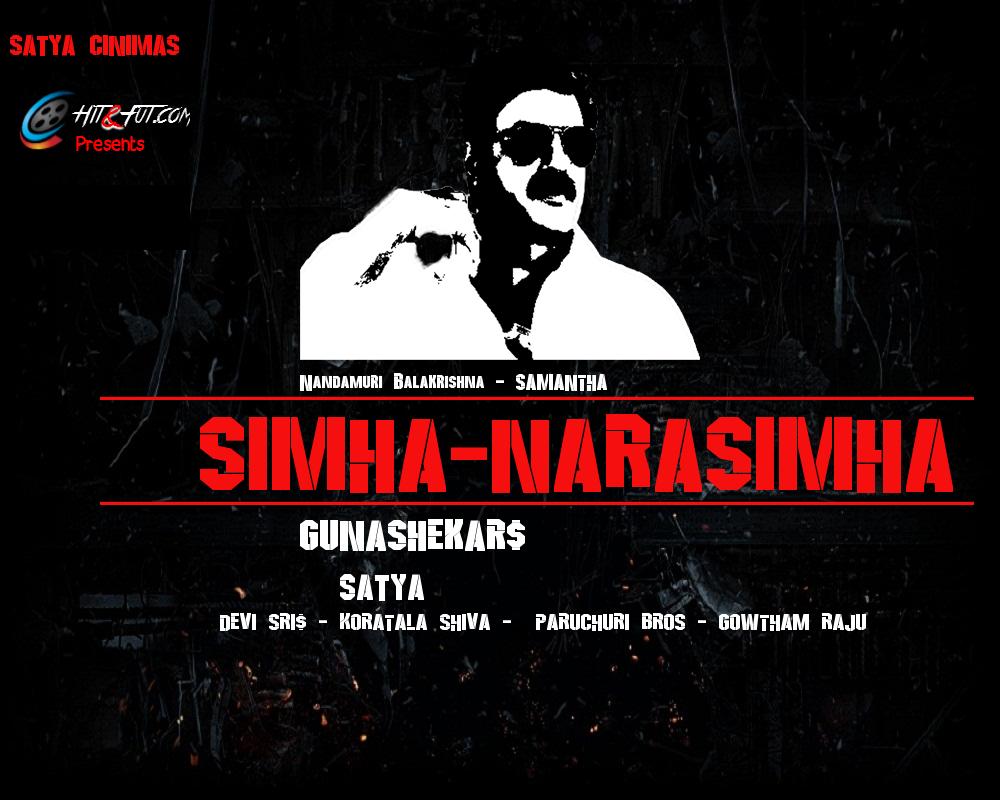 SATYA CINIMAS
HIT&FUT.COM
Presents
NANDAMURI BALAKRISHNA - SAMANTHA
SIMHA-NARASIMHA
GUNASHEKAR$
SATYA
DEVI SRI$ - KORATALA SHIVA - PARUCHURI BROS - GOWTHAM RAJU